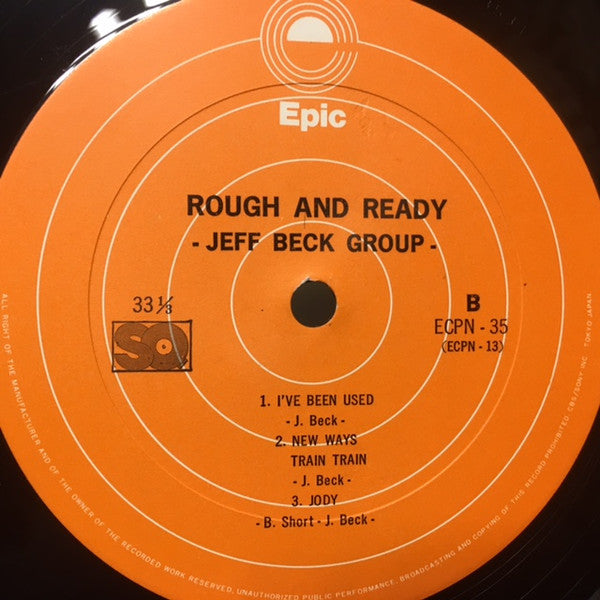 Epic
ROUGH AND READY
- JEFF BECK GROUP -
33⅓
B
SQ
ECPN - 35
(ECPN - 13)
1. I'VE BEEN USED
- J. Beck -
2. NEW WAYS
TRAIN TRAIN
- J. Beck -
3. JODY
- B. Short - J. Beck -
ALL RIGHT OF THE MANUFACTURER AND OF THE OWNER OF THE RECORDED WORK RESERVED. UNAUTHORIZED PUBLIC PERFORMANCE, BROADCASTING AND COPYING OF THIS RECORD PROHIBITED. CBS/SONY INC. TOKYO JAPAN